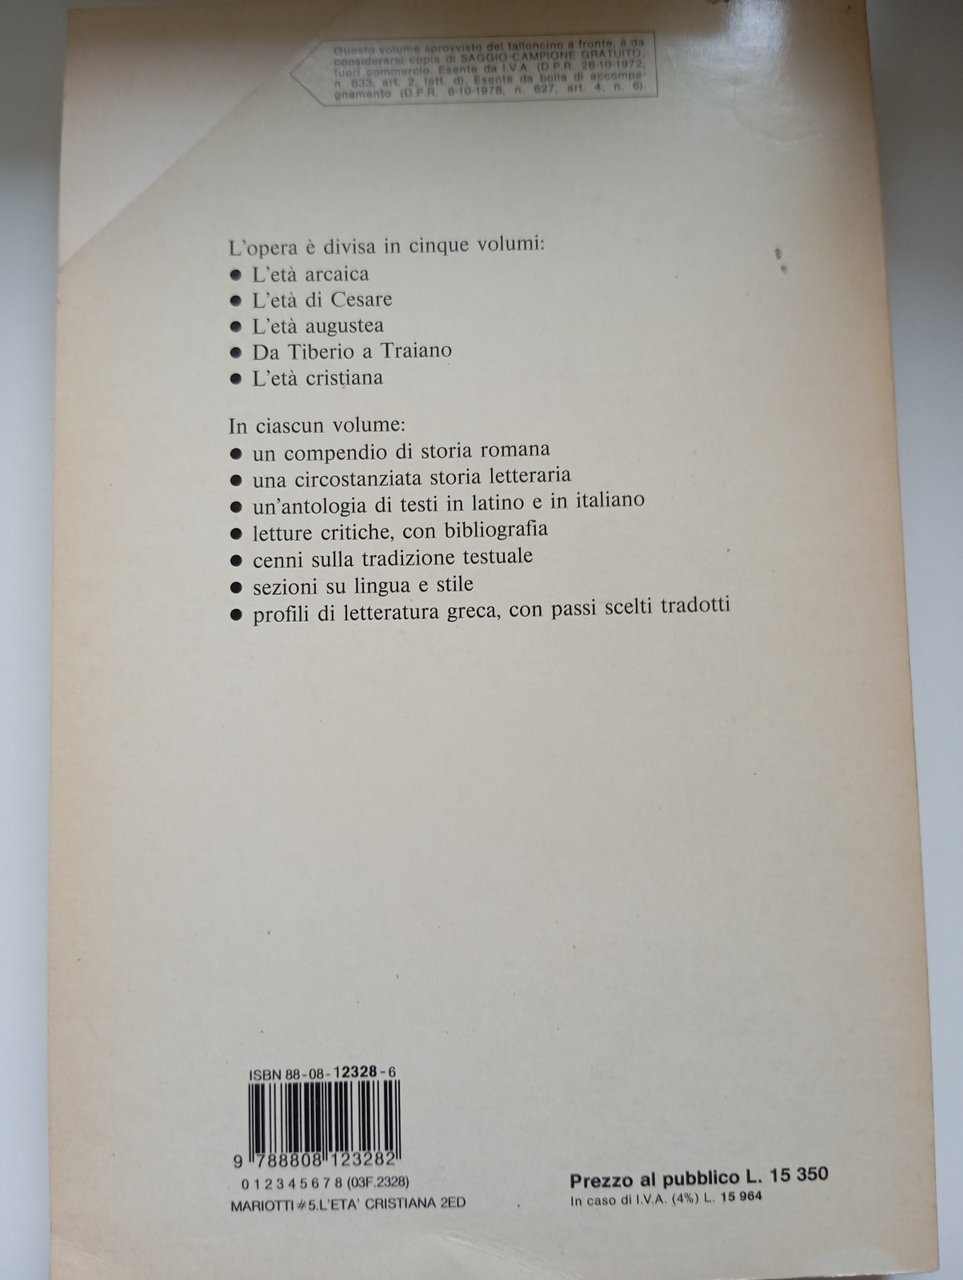 Questo volume sprovvisto del talloncino a fronte, è da
considerarsi copia di SAGGIO-CAMPIONE GRATUITO,
fuori commercio. Esente da I.V.A. (D.P.R. 26-10-1972,
n. 633, art. 2, lett. d). Esente da bolla di accompa-
gnamento (D.P.R. 6-10-1978, n. 627, art. 4, n. 6).
L'opera è divisa in cinque volumi:
● L'età arcaica
● L'età di Cesare
● L'età augustea
● Da Tiberio a Traiano
● L'età cristiana
In ciascun volume:
● un compendio di storia romana
● una circostanziata storia letteraria
● un'antologia di testi in latino e in italiano
● letture critiche, con bibliografia
● cenni sulla tradizione testuale
● sezioni su lingua e stile
● profili di letteratura greca, con passi scelti tradotti
ISBN 88-08-12328-6
9 788808 123282
0 1 2 3 4 5 6 7 8 (03F.2328)
MARIOTTI#5.L'ETA' CRISTIANA 2ED
Prezzo al pubblico L. 15 350
In caso di I.V.A. (4%) L. 15 964